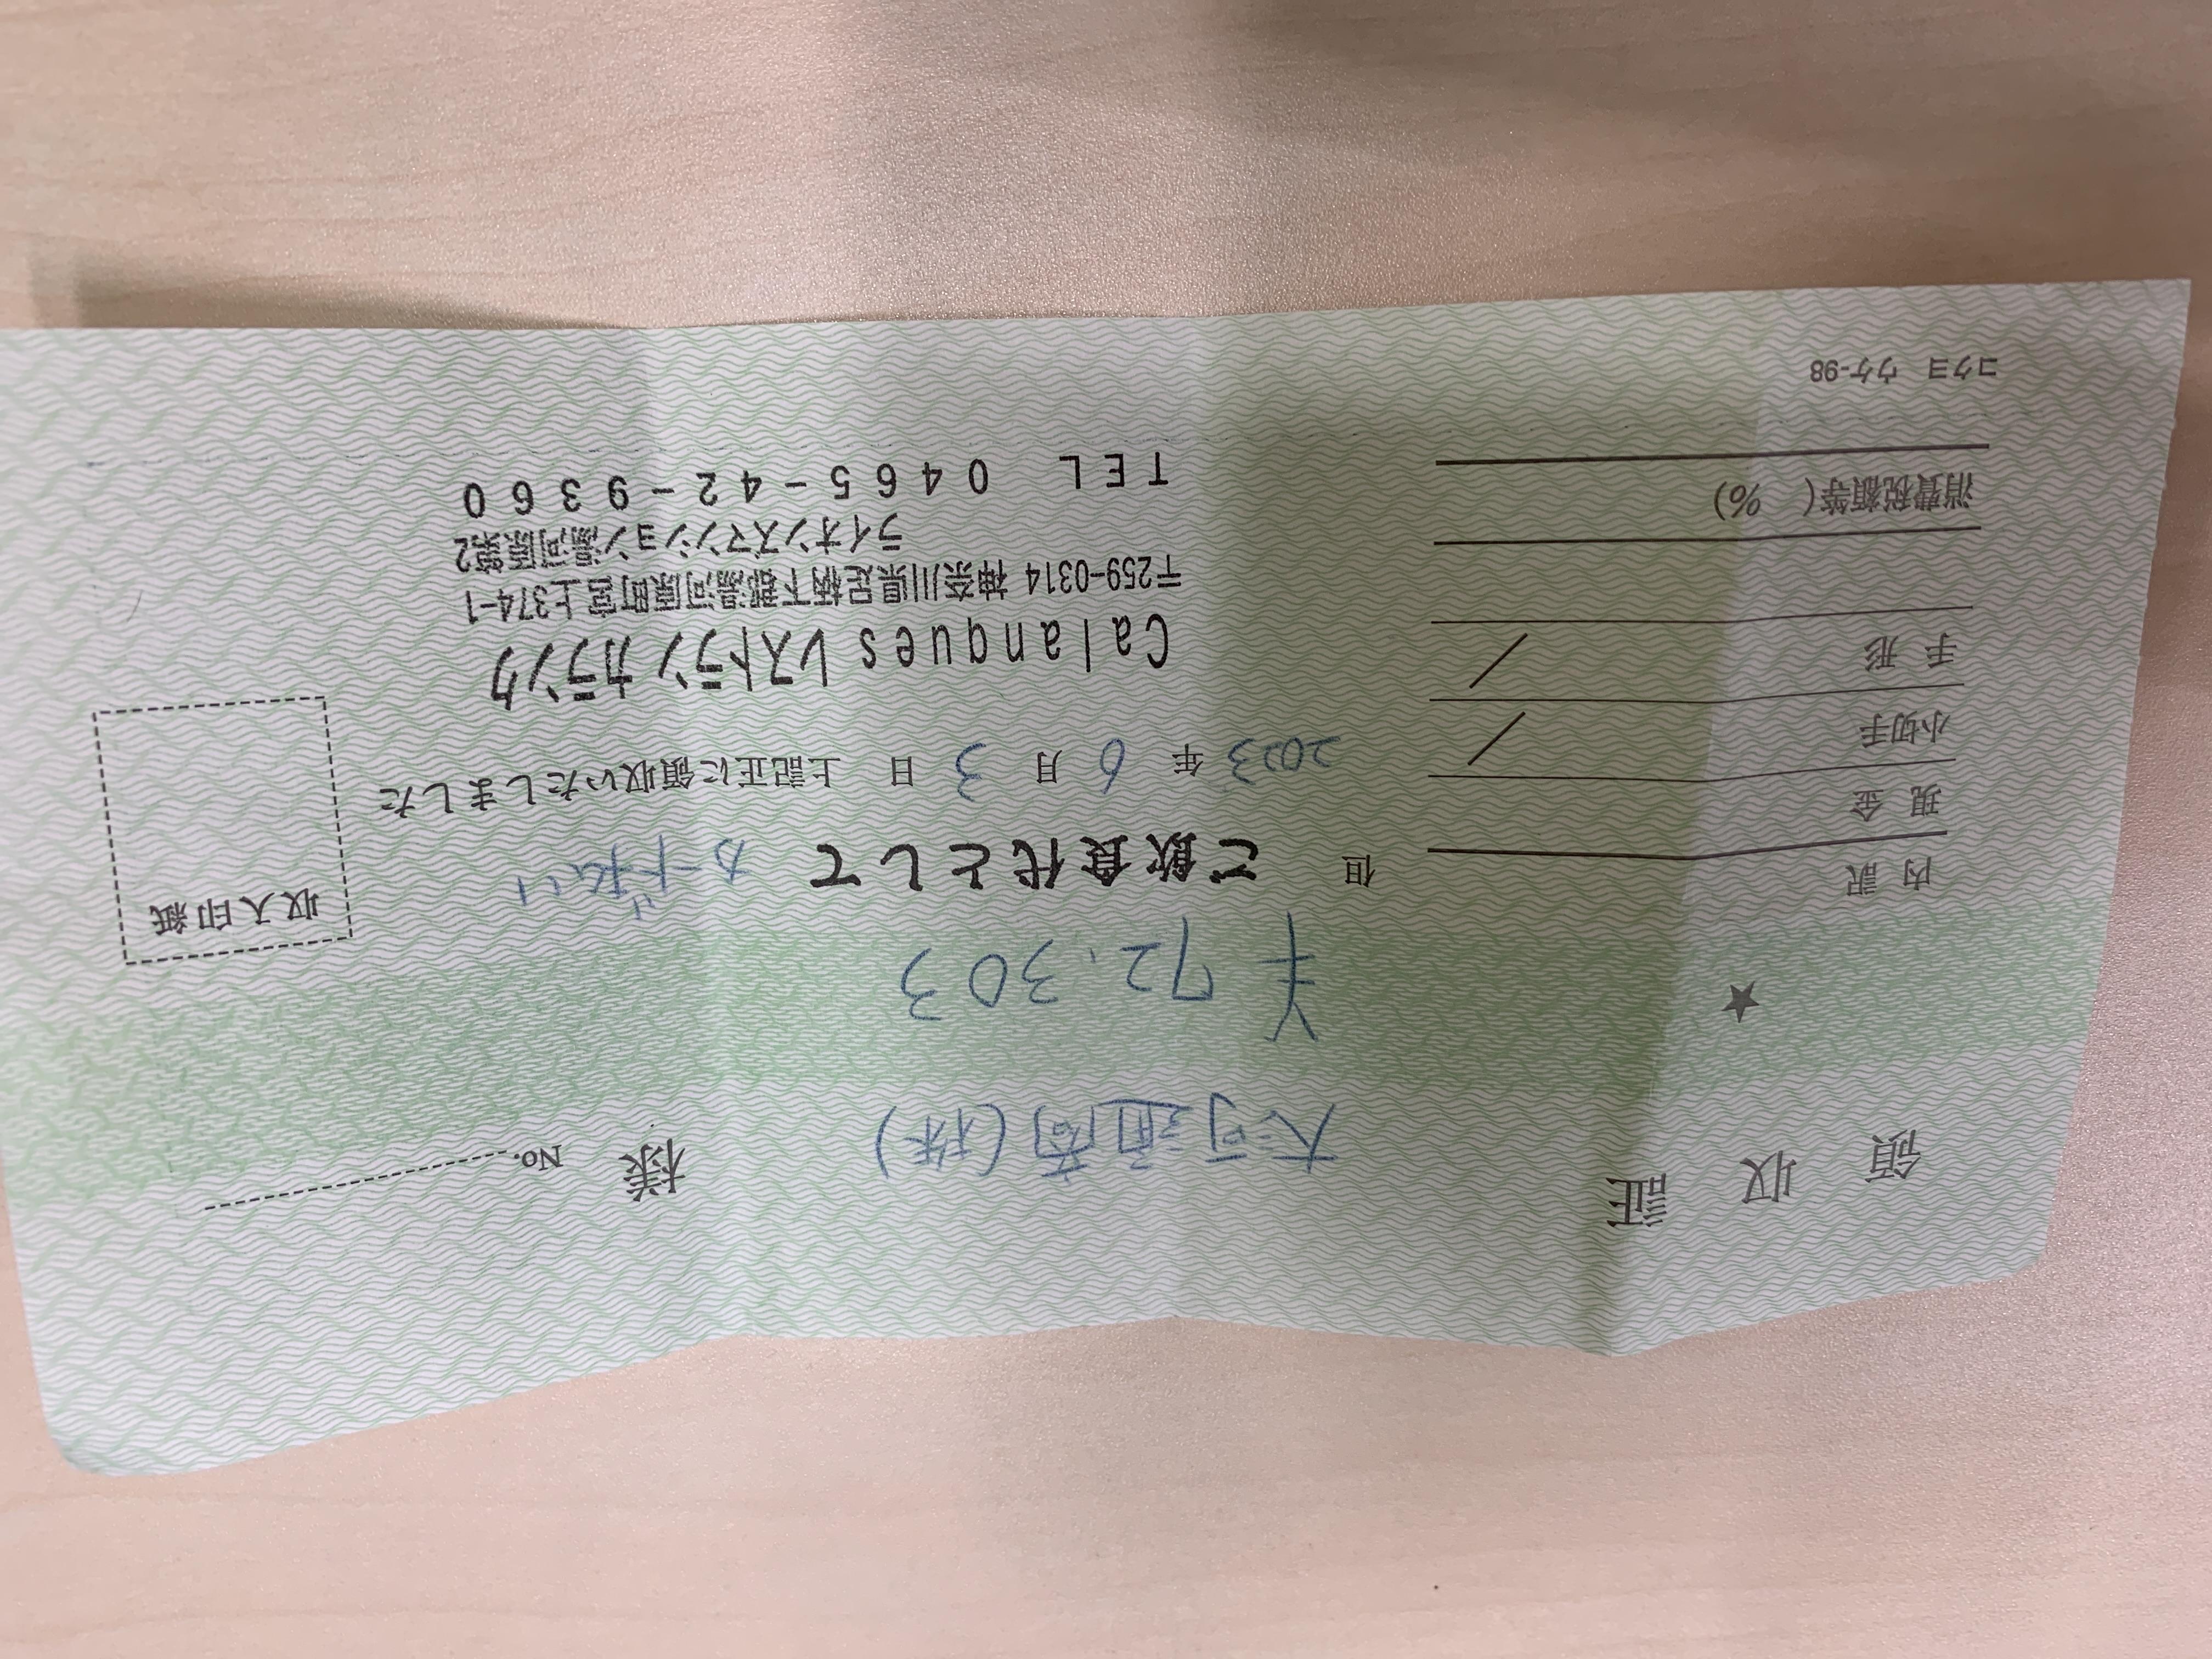 領収証
大河通商(株) 様 No.
★ ¥72,303
内訳
現金
小切手 /
手形 /
消費税額等( %)
コクヨ ウケ-98
但 ご飲食代として カード払い
2023年6月3日 上記正に領収いたしました
収入印紙
Calanques レストラン カランク
〒259-0314 神奈川県足柄下郡湯河原町宮上374-1
ライオンズマンション湯河原第2
TEL 0465-42-9360